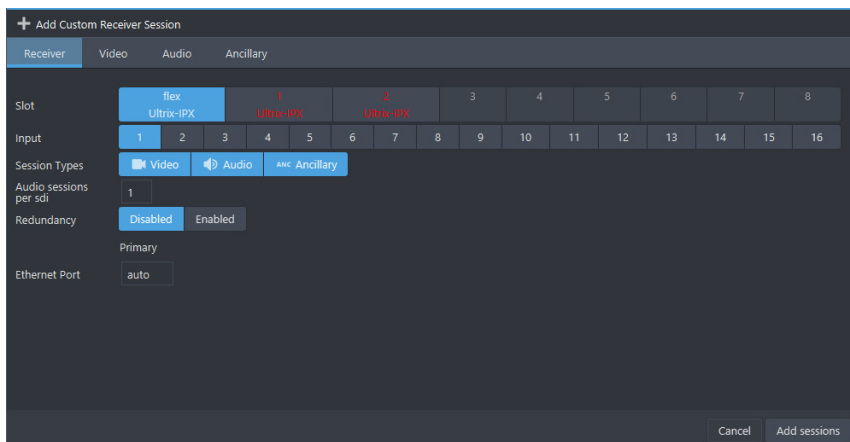 Add Custom Receiver Session
Receiver Video Audio Ancillary
Slot flex 1 2 3 4 5 6 7 8
Ultrix-IPX Ultrix-IPX Ultrix-IPX
Input 1 2 3 4 5 6 7 8 9 10 11 12 13 14 15 16
Session Types Video Audio ANC Ancillary
Audio sessions
per sdi 1
Redundancy Disabled Enabled
Primary
Ethernet Port auto
Cancel Add sessions